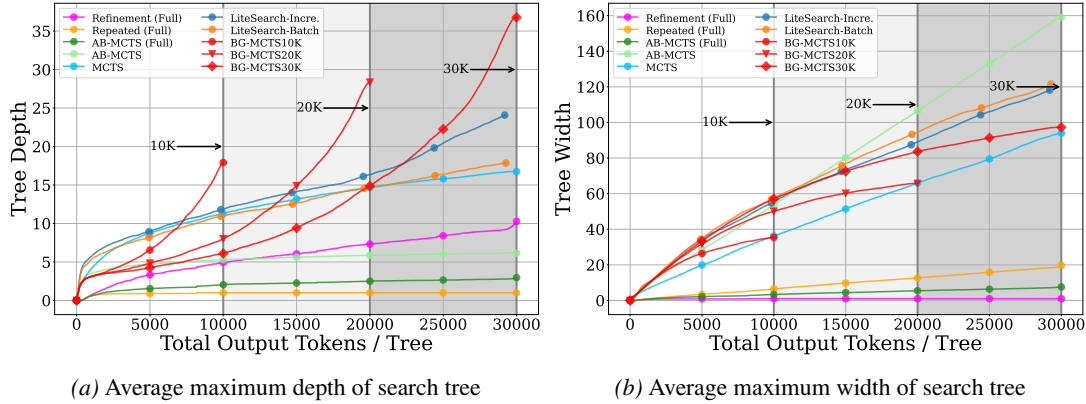 Refinement (Full)
Repeated (Full)
AB-MCTS (Full)
AB-MCTS
MCTS
LiteSearch-Incre.
LiteSearch-Batch
BG-MCTS10K
BG-MCTS20K
BG-MCTS30K
35
30
25
20
15
10
5
0
Tree Depth
10K
20K
30K
0 5000 10000 15000 20000 25000 30000
Total Output Tokens / Tree
(a) Average maximum depth of search tree
Refinement (Full)
Repeated (Full)
AB-MCTS (Full)
AB-MCTS
MCTS
LiteSearch-Incre.
LiteSearch-Batch
BG-MCTS10K
BG-MCTS20K
BG-MCTS30K
160
140
120
100
80
60
40
20
0
Tree Width
10K
20K
30K
0 5000 10000 15000 20000 25000 30000
Total Output Tokens / Tree
(b) Average maximum width of search tree